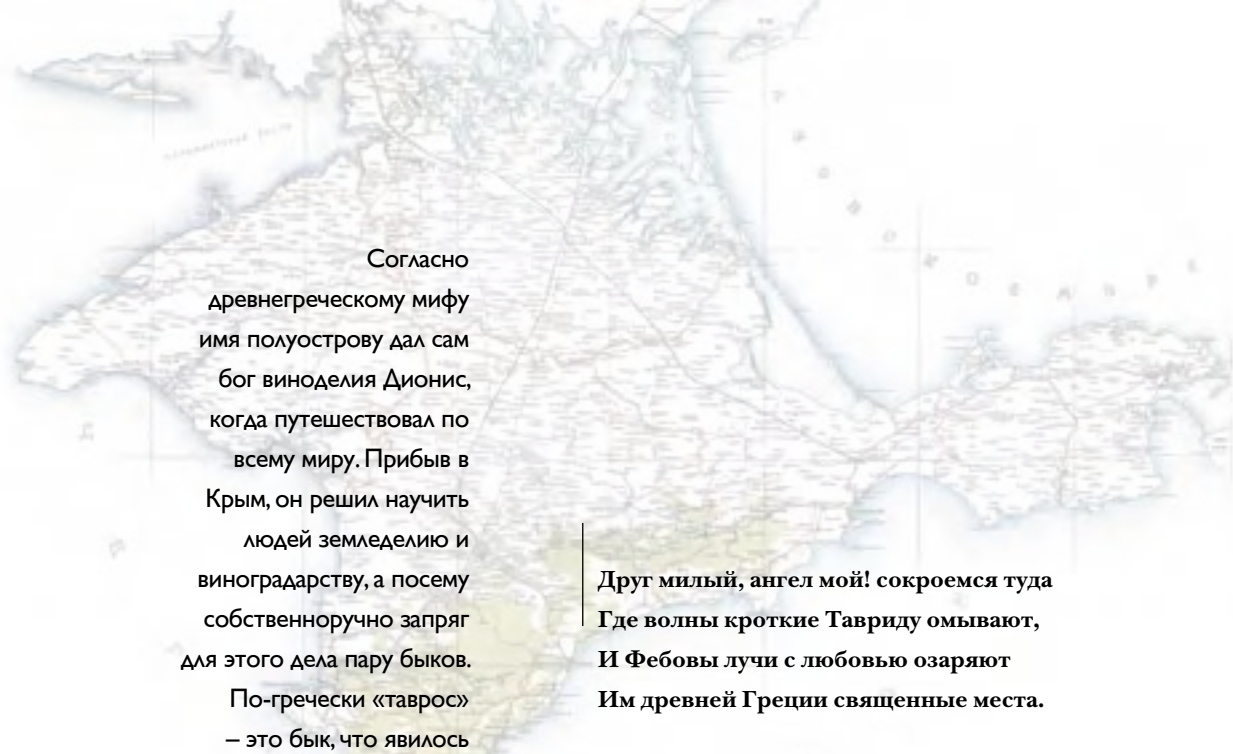 Согласно
древнегреческому мифу
имя полуострову дал сам
бог виноделия Дионис,
когда путешествовал по
всему миру. Прибыв в
Крым, он решил научить
людей земледелию и
виноградарству, а посему
собственноручно запряг
для этого дела пару быков.
По-гречески «таврос»
– это бык, что явилось
Друг милый, ангел мой! сокроемся туда
Где волны кроткие Тавриду омывают,
И Фебовы лучи с любовью озаряют
Им древней Греции священные места.